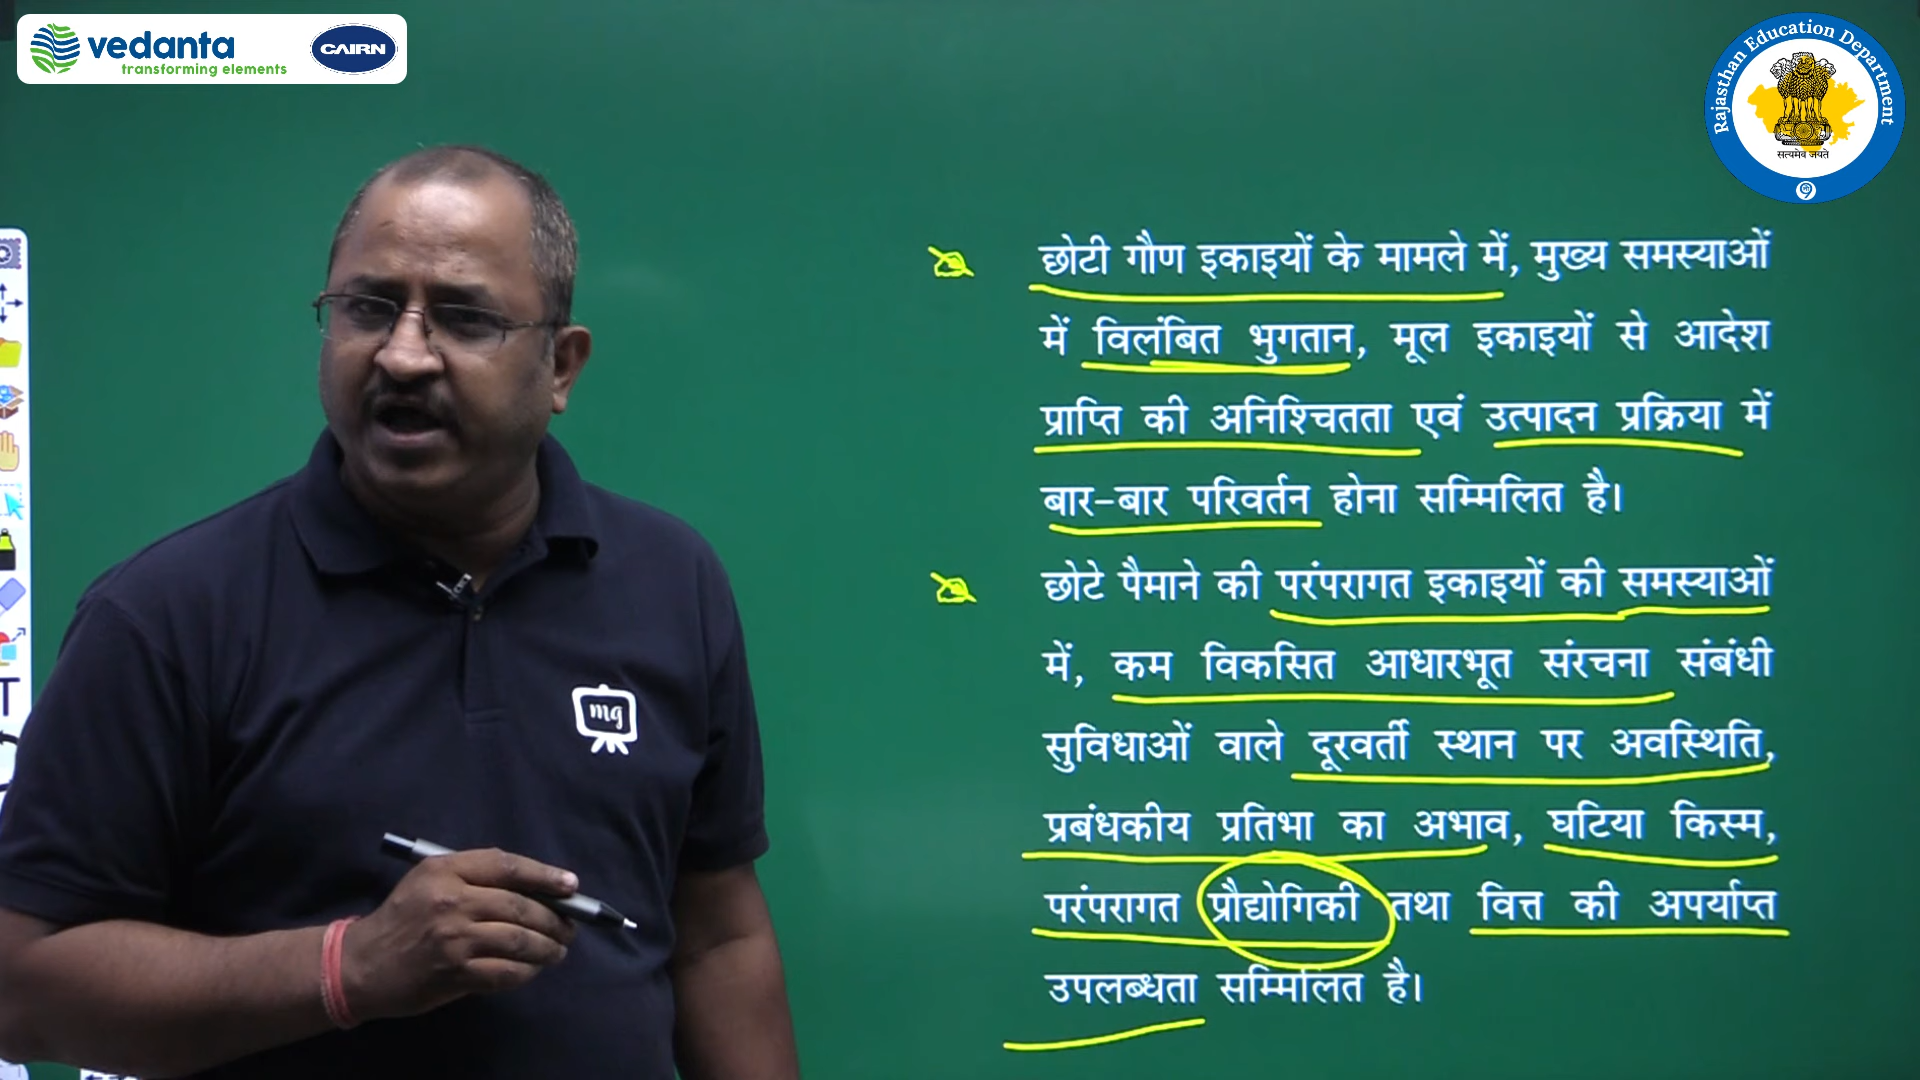 vedanta
transforming elements
CAIRN
Rajasthan Education Department
सत्यमेव जयते
छोटी गौण इकाइयों के मामले में, मुख्य समस्याओं
में विलंबित भुगतान, मूल इकाइयों से आदेश
प्राप्ति की अनिश्चितता एवं उत्पादन प्रक्रिया में
बार-बार परिवर्तन होना सम्मिलित है।
छोटे पैमाने की परंपरागत इकाइयों की समस्याओं
में, कम विकसित आधारभूत संरचना संबंधी
सुविधाओं वाले दूरवर्ती स्थान पर अवस्थिति,
प्रबंधकीय प्रतिभा का अभाव, घटिया किस्म,
परंपरागत प्रौद्योगिकी तथा वित्त की अपर्याप्त
उपलब्धता सम्मिलित है।
mg
T